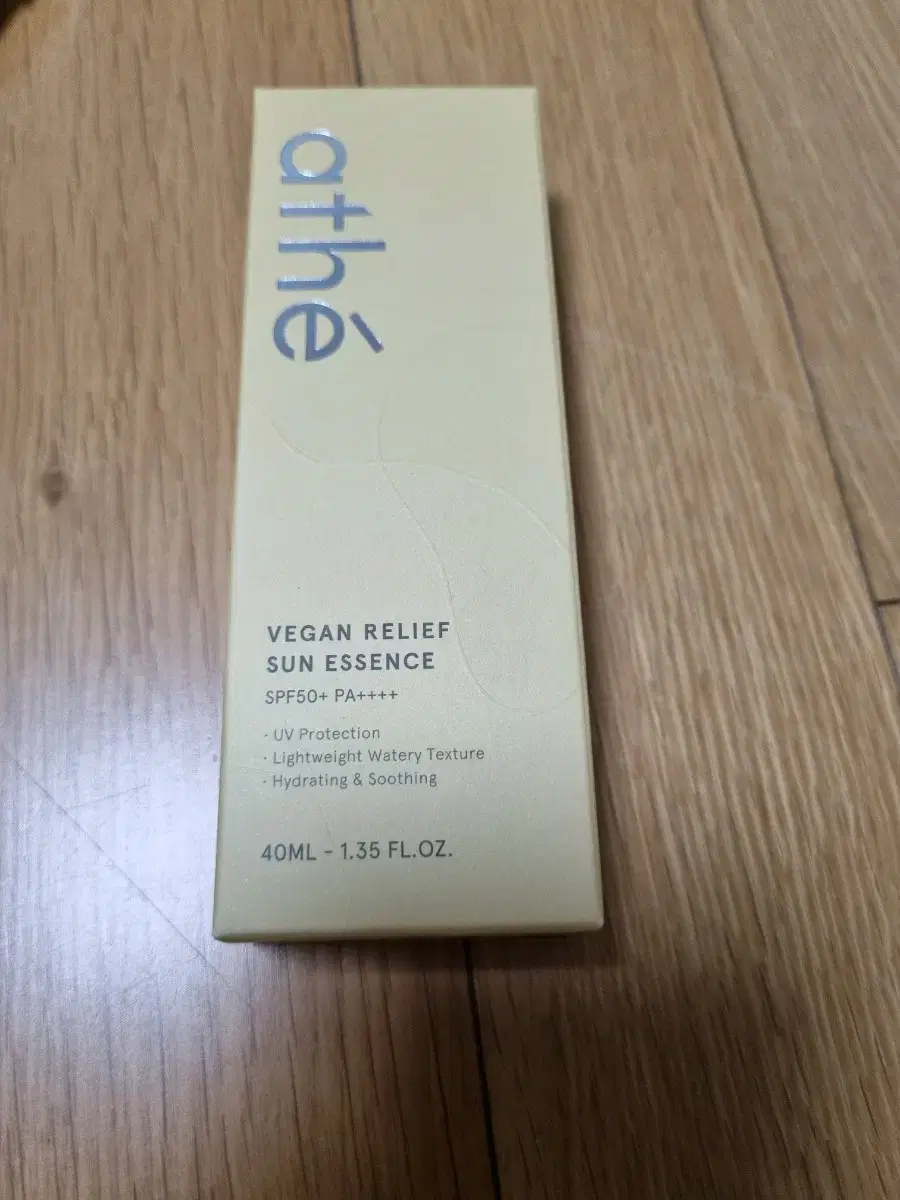 athé
VEGAN RELIEF
SUN ESSENCE
SPF50+ PA++++
· UV Protection
· Lightweight Watery Texture
· Hydrating & Soothing
40ML - 1.35 FL.OZ.